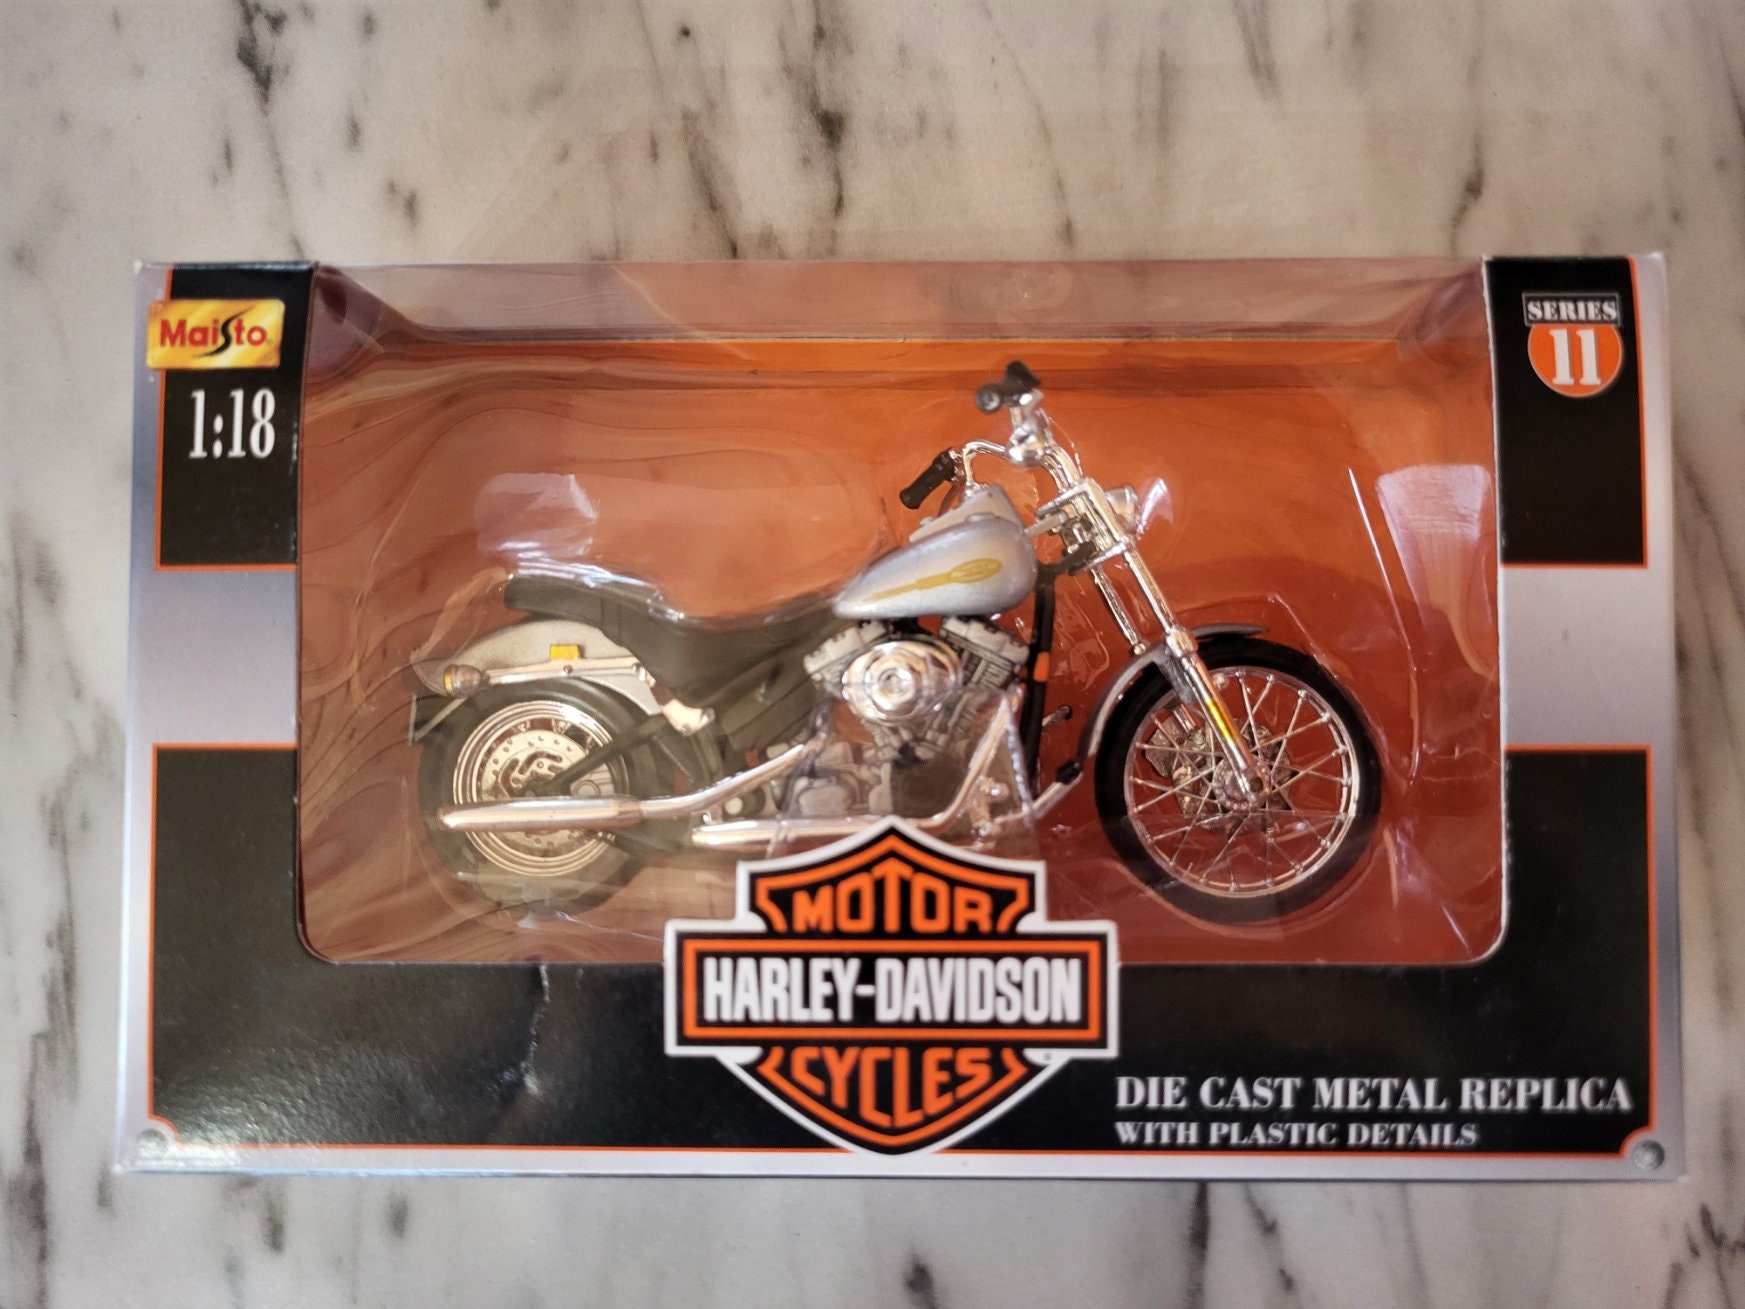 Maisto
1:18
SERIES
11
MOTOR
HARLEY-DAVIDSON
CYCLES
DIE CAST METAL REPLICA
WITH PLASTIC DETAILS